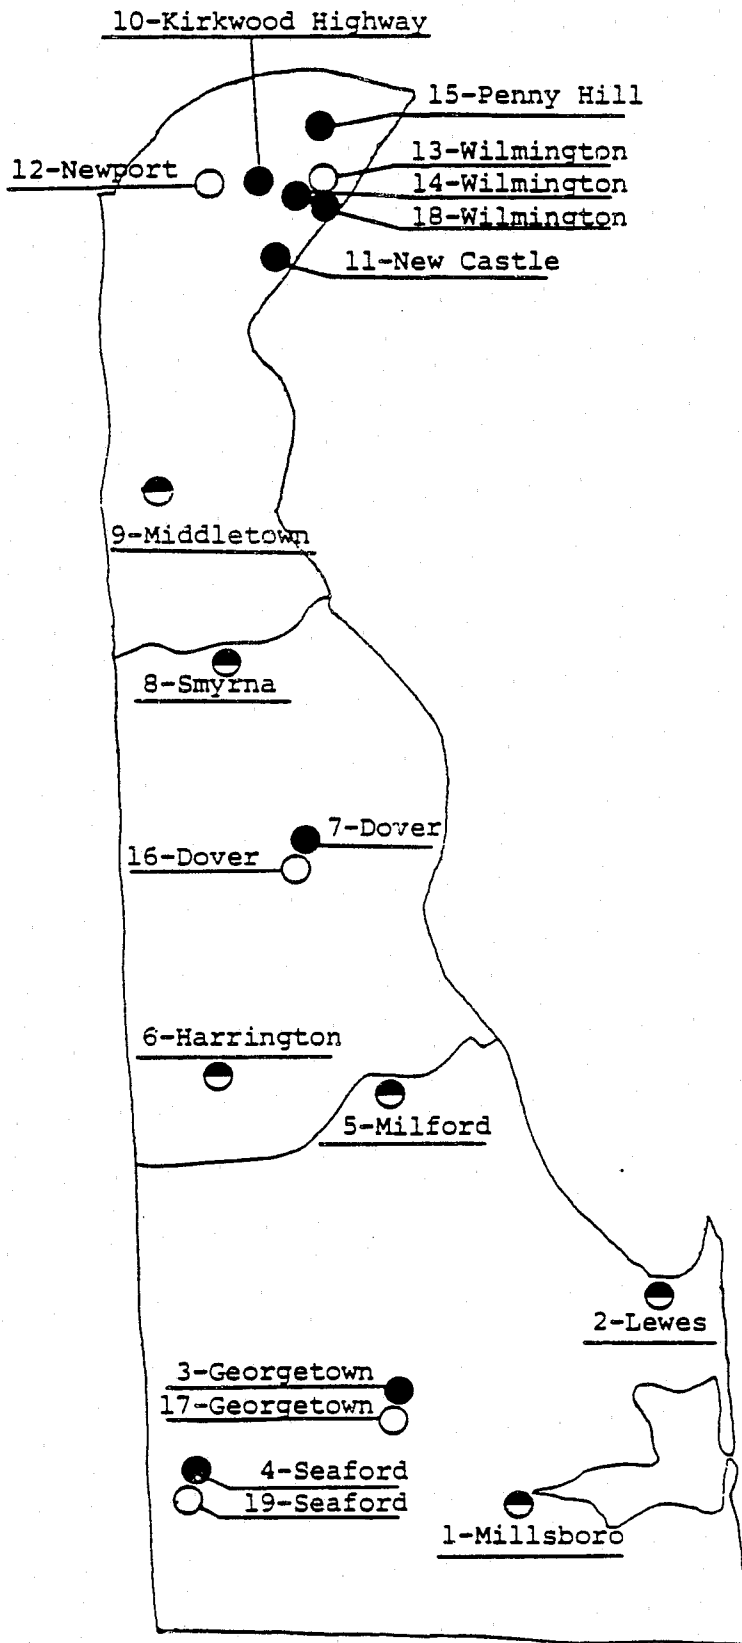 10-Kirkwood Highway
15-Penny Hill
13-Wilmington
12-Newport
14-Wilmington
18-Wilmington
11-New Castle
9-Middletown
8-Smyrna
7-Dover
16-Dover
6-Harrington
5-Milford
2-Lewes
3-Georgetown
17-Georgetown
4-Seaford
19-Seaford
1-Millsboro